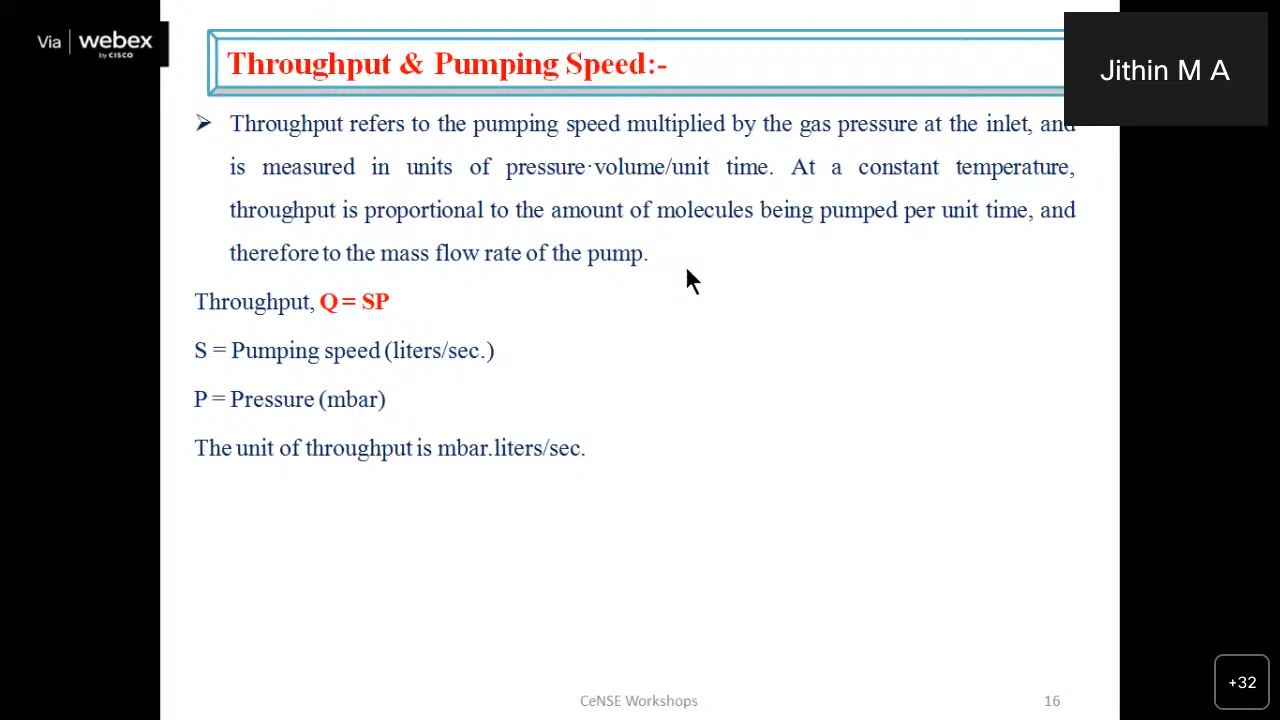 Via webex
by CISCO
Jithin M A
Throughput & Pumping Speed:-
➢ Throughput refers to the pumping speed multiplied by the gas pressure at the inlet, and
is measured in units of pressure·volume/unit time. At a constant temperature,
throughput is proportional to the amount of molecules being pumped per unit time, and
therefore to the mass flow rate of the pump.
Throughput, Q = SP
S = Pumping speed (liters/sec.)
P = Pressure (mbar)
The unit of throughput is mbar.liters/sec.
CeNSE Workshops
16
+32